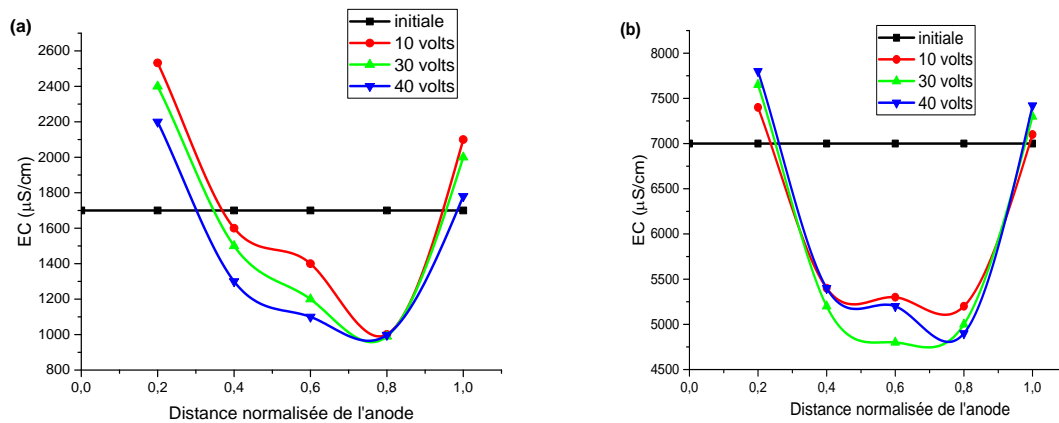 (a)
initiale
10 volts
30 volts
40 volts
2600
2400
2200
2000
1800
1600
1400
1200
1000
800
EC (µS/cm)
0,0 0,2 0,4 0,6 0,8 1,0
Distance normalisée de l'anode
(b)
initiale
10 volts
30 volts
40 volts
8000
7500
7000
6500
6000
5500
5000
4500
EC (µS/cm)
0,0 0,2 0,4 0,6 0,8 1,0
Distance normalisée de l'anode